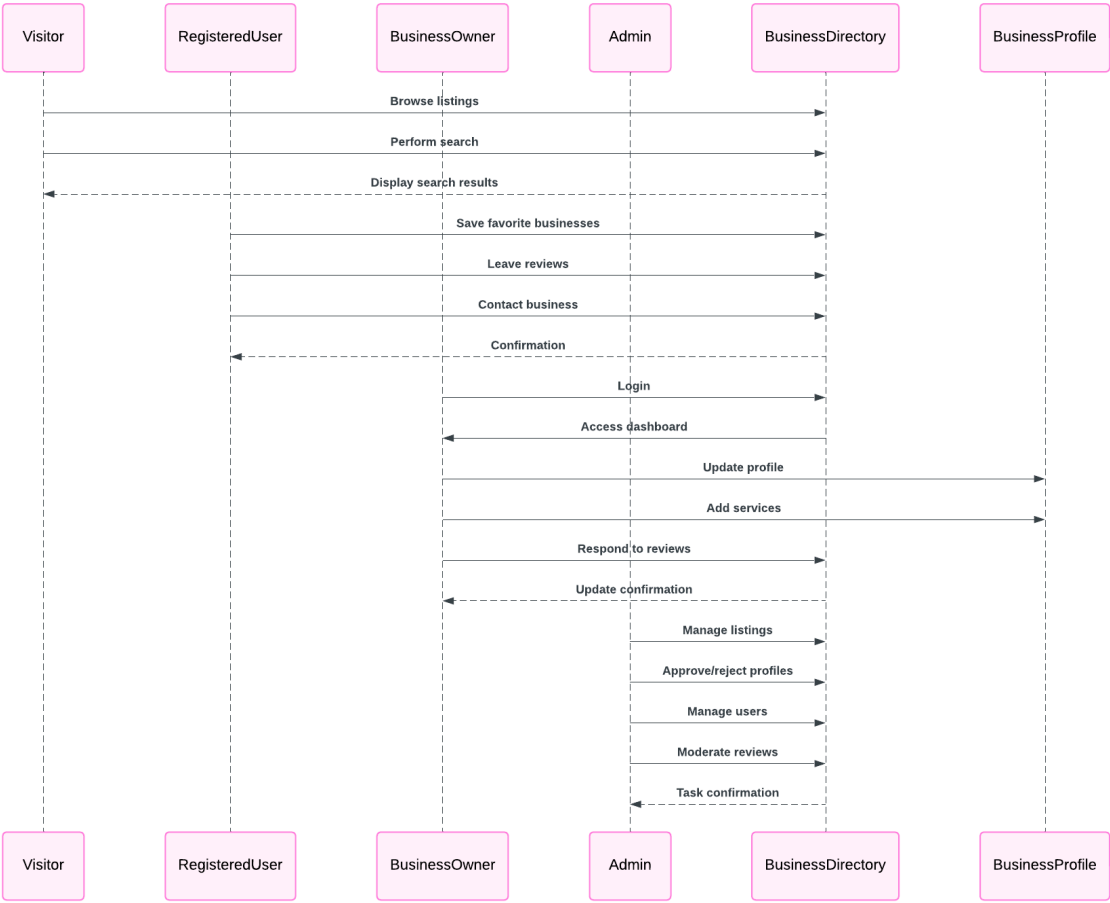 Visitor
RegisteredUser
BusinessOwner
Admin
BusinessDirectory
BusinessProfile
Browse listings
Perform search
Display search results
Save favorite businesses
Leave reviews
Contact business
Confirmation
Login
Access dashboard
Update profile
Add services
Respond to reviews
Update confirmation
Manage listings
Approve/reject profiles
Manage users
Moderate reviews
Task confirmation
Visitor
RegisteredUser
BusinessOwner
Admin
BusinessDirectory
BusinessProfile